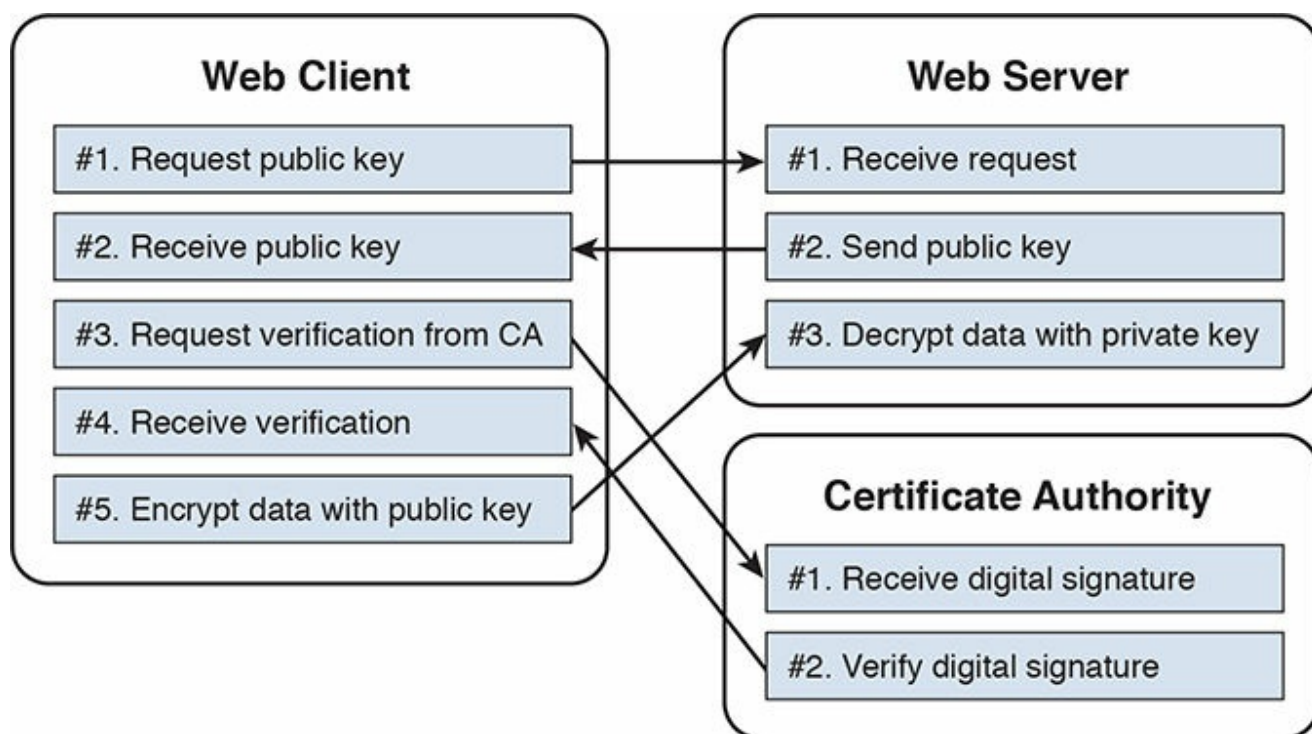 Web Client
#1. Request public key
#2. Receive public key
#3. Request verification from CA
#4. Receive verification
#5. Encrypt data with public key
Web Server
#1. Receive request
#2. Send public key
#3. Decrypt data with private key
Certificate Authority
#1. Receive digital signature
#2. Verify digital signature